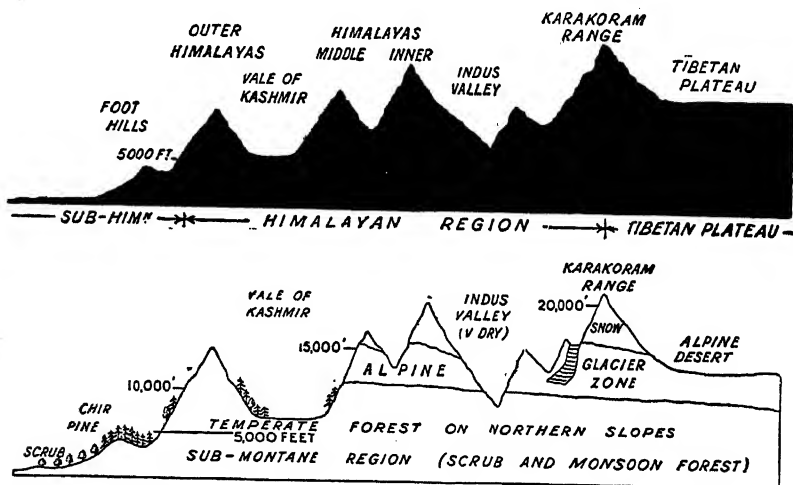 OUTER
HIMALAYAS
HIMALAYAS
MIDDLE INNER
KARAKORAM
RANGE
VALE OF
KASHMIR
INDUS
VALLEY
TIBETAN
PLATEAU
FOOT
HILLS
5000 FT.
SUB-HIMN HIMALAYAN REGION TIBETAN PLATEAU
KARAKORAM
RANGE
VALE OF
KASHMIR
INDUS
VALLEY
(V DRY)
20,000'
SNOW
15,000'
ALPINE
DESERT
ALPINE
GLACIER
ZONE
10,000'
CHIR
PINE
TEMPERATE FOREST ON NORTHERN SLOPES
5,000 FEET
SCRUB
SUB-MONTANE REGION (SCRUB AND MONSOON FOREST)